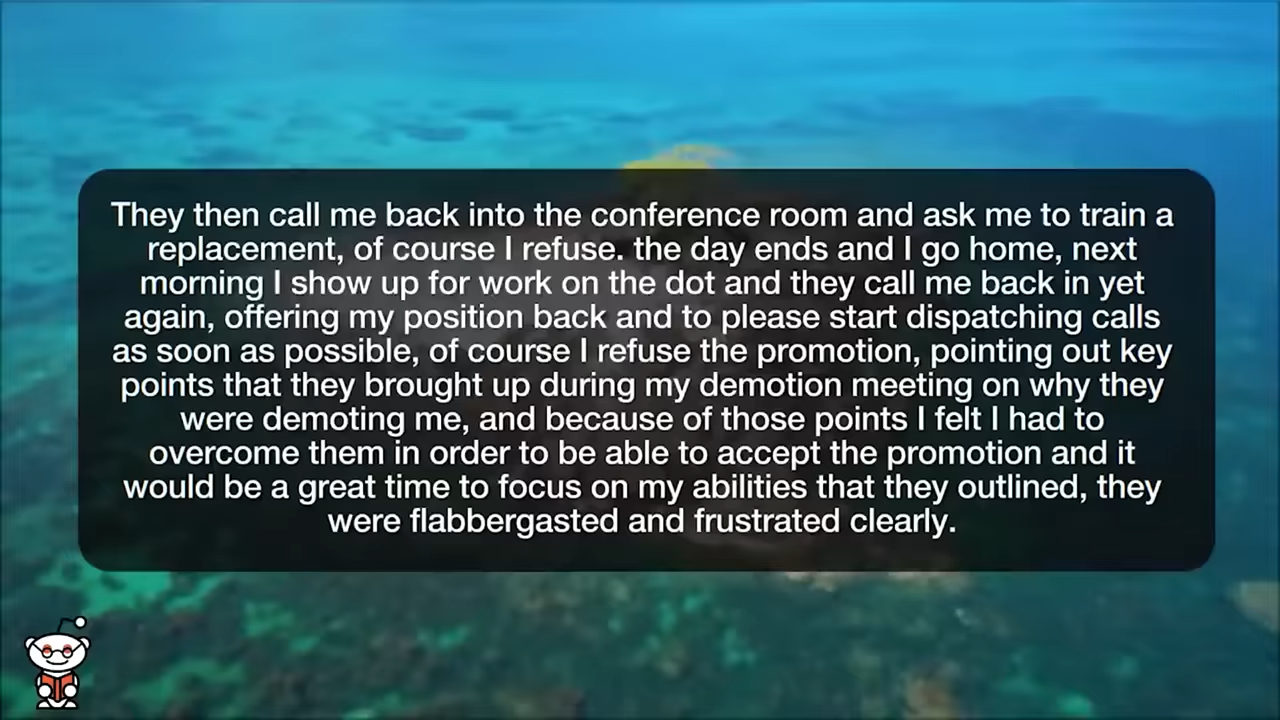 They then call me back into the conference room and ask me to train a
replacement, of course I refuse. the day ends and I go home, next
morning I show up for work on the dot and they call me back in yet
again, offering my position back and to please start dispatching calls
as soon as possible, of course I refuse the promotion, pointing out key
points that they brought up during my demotion meeting on why they
were demoting me, and because of those points I felt I had to
overcome them in order to be able to accept the promotion and it
would be a great time to focus on my abilities that they outlined, they
were flabbergasted and frustrated clearly.